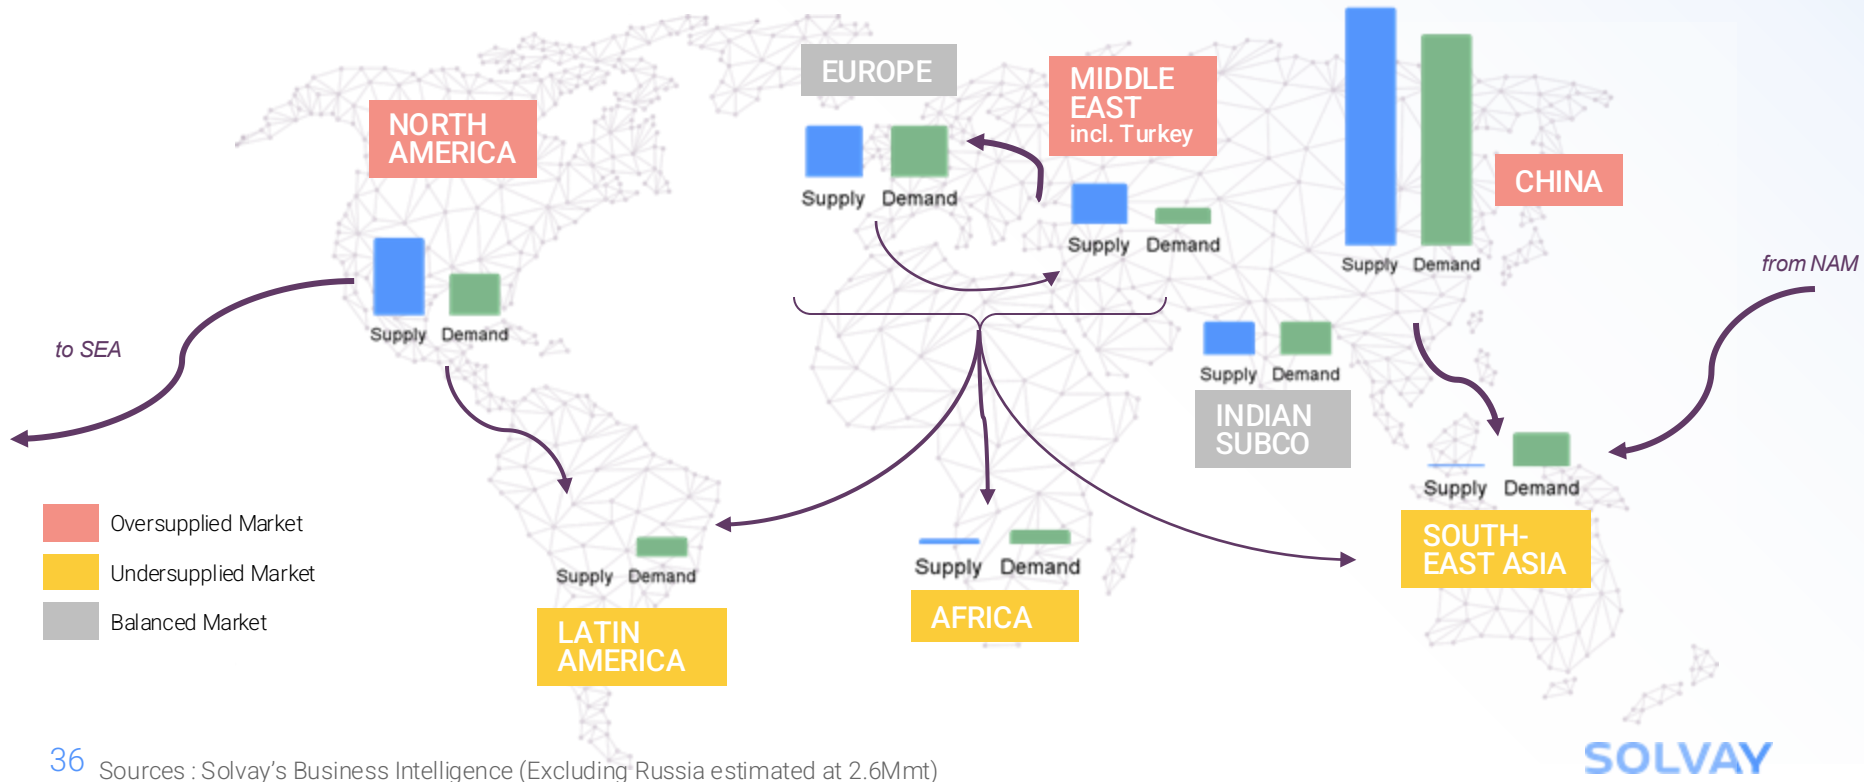 EUROPE
MIDDLE
EAST
incl. Turkey
NORTH
AMERICA
CHINA
Supply Demand
Supply Demand
Supply Demand
from NAM
Supply Demand
to SEA
Supply Demand
INDIAN
SUBCO
Supply Demand
Oversupplied Market
SOUTH-
EAST ASIA
Undersupplied Market
Supply Demand
Supply Demand
AFRICA
Balanced Market
LATIN
AMERICA
36 Sources : Solvay's Business Intelligence (Excluding Russia estimated at 2.6Mmt)
SOLVAY